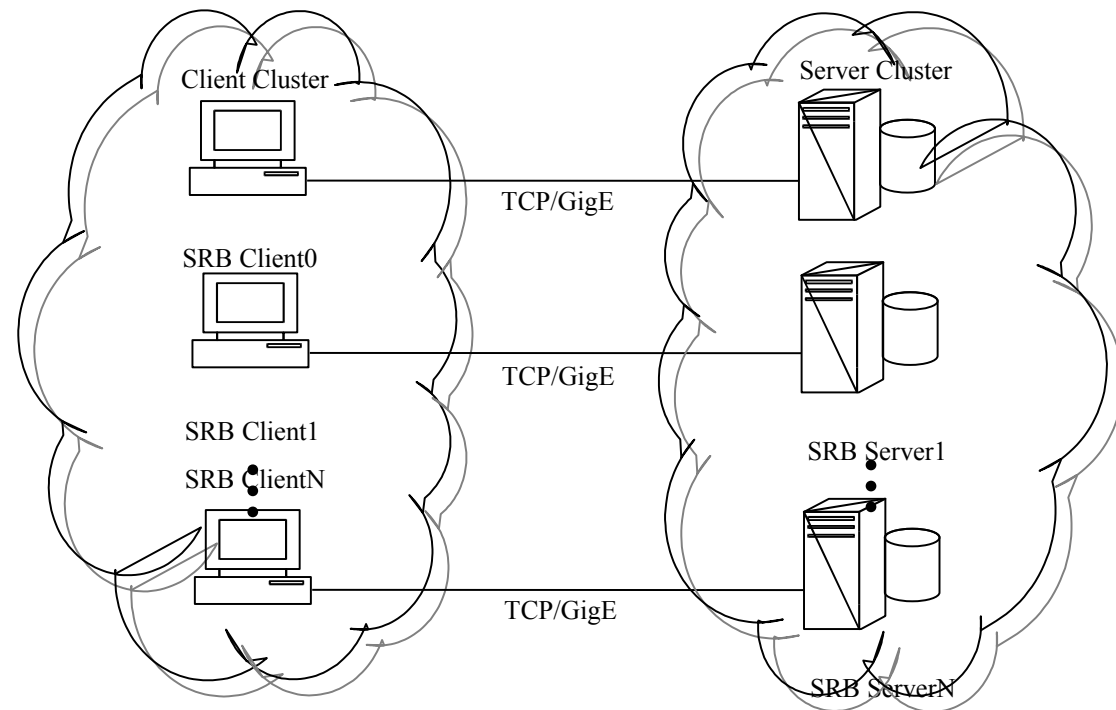 Client Cluster
Server Cluster
TCP/GigE
SRB Client0
TCP/GigE
SRB Client1
SRB Server1
SRB ClientN
TCP/GigE
SRB ServerN